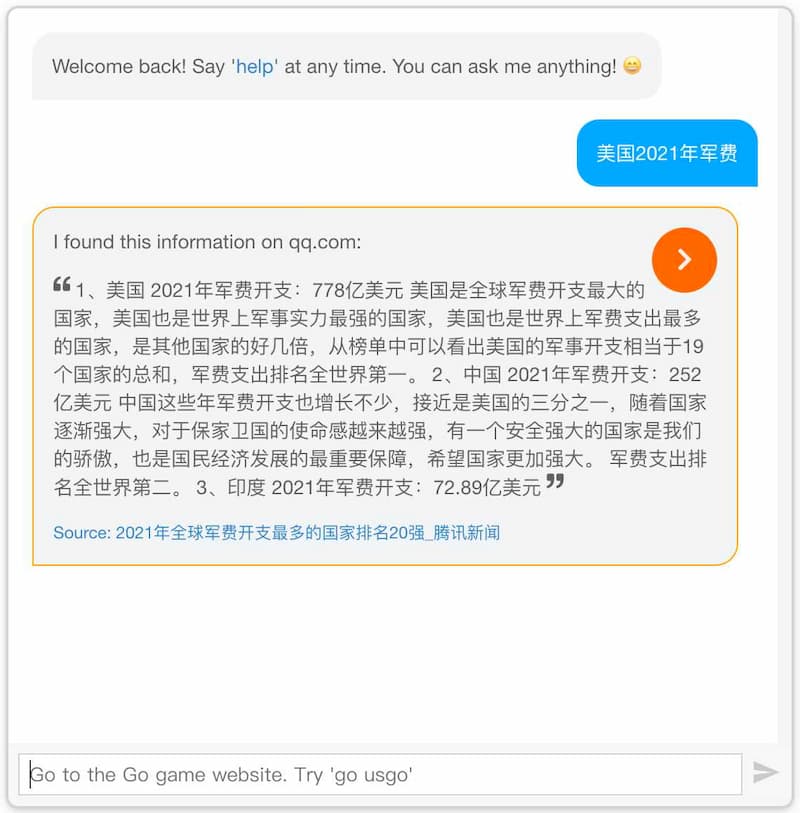 Welcome back! Say 'help' at any time. You can ask me anything! 😄
美国2021年军费
I found this information on qq.com:
“1、美国 2021年军费开支：778亿美元 美国是全球军费开支最大的
国家，美国也是世界上军事实力最强的国家，美国也是世界上军费支出最多
的国家，是其他国家的好几倍，从榜单中可以看出美国的军事开支相当于19
个国家的总和，军费支出排名全世界第一。 2、中国 2021年军费开支：252
亿美元 中国这些年军费开支也增长不少，接近是美国的三分之一，随着国家
逐渐强大，对于保家卫国的使命感越来越强，有一个安全强大的国家是我们
的骄傲，也是国民经济发展的最重要保障，希望国家更加强大。 军费支出排
名全世界第二。 3、印度 2021年军费开支：72.89亿美元”
Source: 2021年全球军费开支最多的国家排名20强_腾讯新闻
Go to the Go game website. Try 'go usgo'